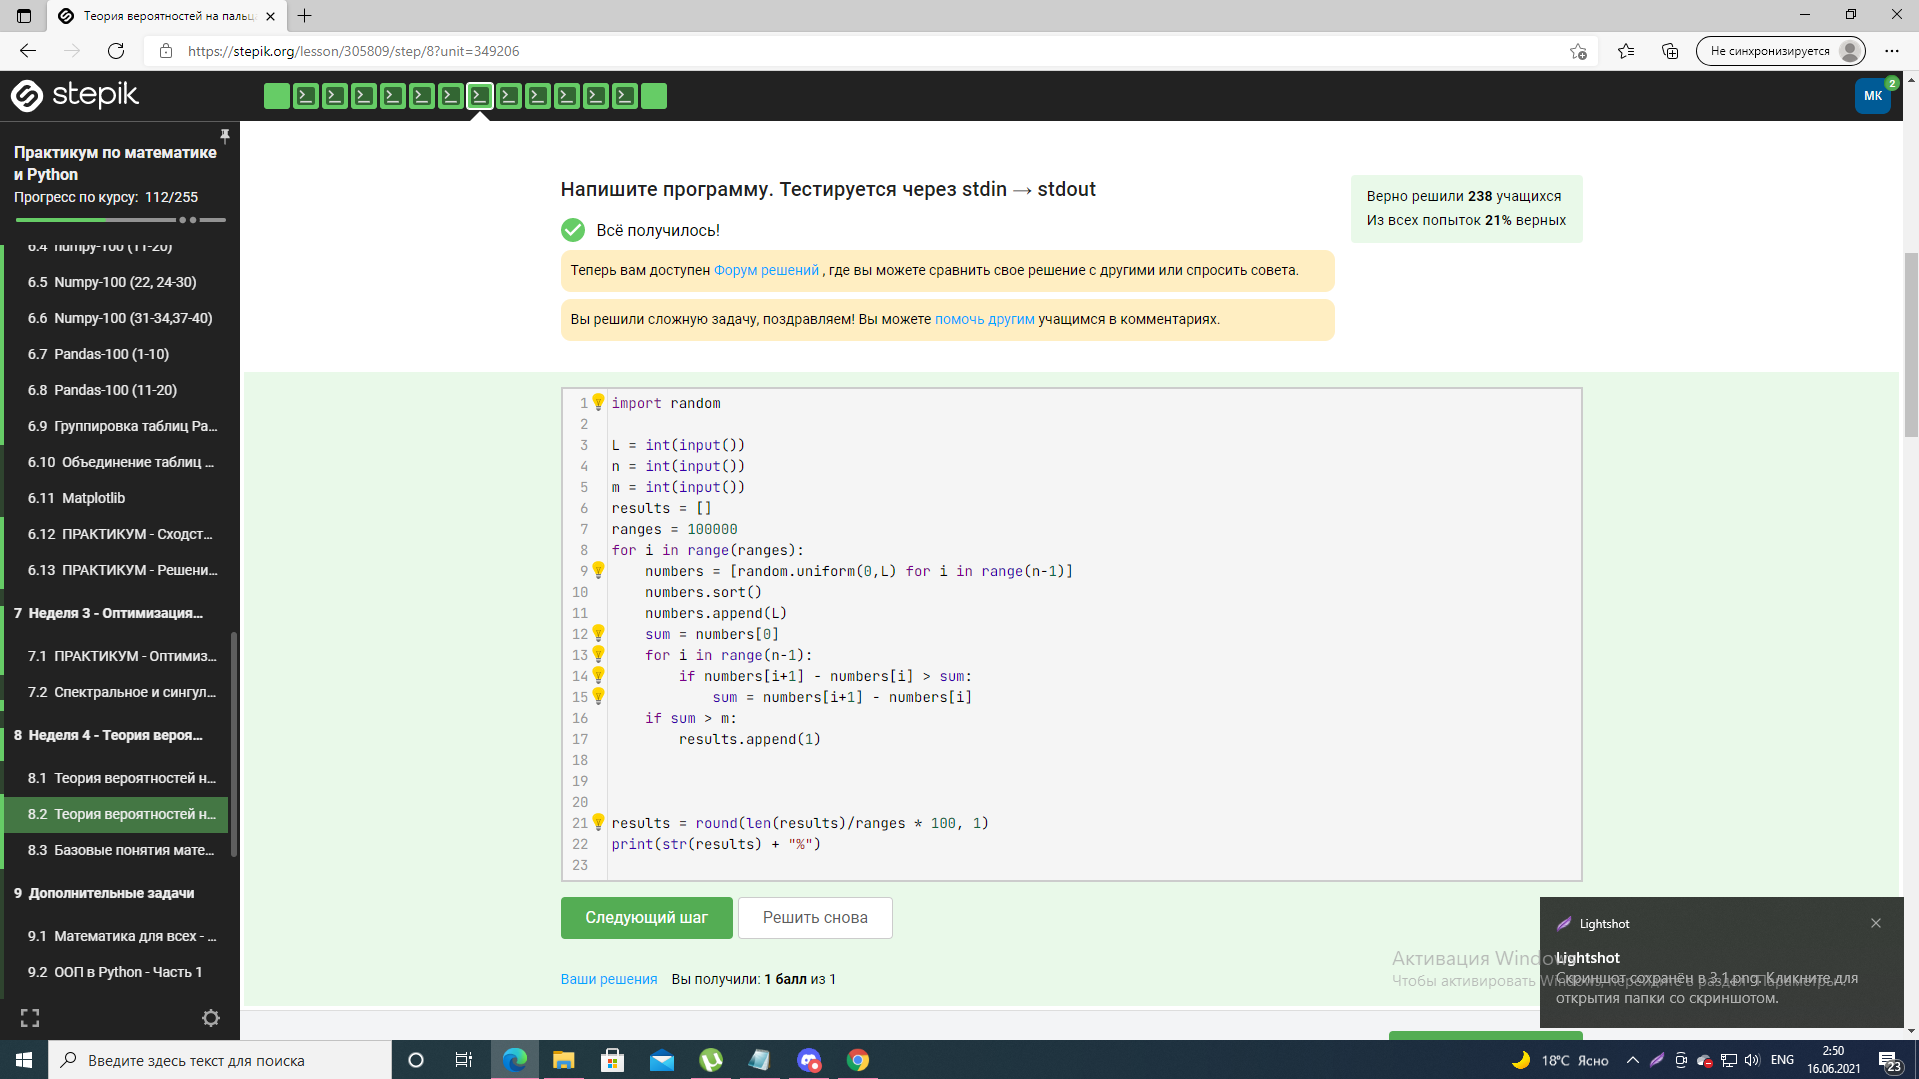 Теория вероятностей на пальца
https://stepik.org/lesson/305809/step/8?unit=349206
Не синхронизируется
stepik
МК
2
Практикум по математике
и Python
Прогресс по курсу: 112/255
6.4 numpy-100 (11-20)
6.5 Numpy-100 (22, 24-30)
6.6 Numpy-100 (31-34,37-40)
6.7 Pandas-100 (1-10)
6.8 Pandas-100 (11-20)
6.9 Группировка таблиц Pa...
6.10 Объединение таблиц ...
6.11 Matplotlib
6.12 ПРАКТИКУМ - Сходст...
6.13 ПРАКТИКУМ - Решени...
7 Неделя 3 - Оптимизация...
7.1 ПРАКТИКУМ - Оптимиз...
7.2 Спектральное и сингул...
8 Неделя 4 - Теория вероя...
8.1 Теория вероятностей н...
8.2 Теория вероятностей н...
8.3 Базовые понятия мате...
9 Дополнительные задачи
9.1 Математика для всех - ...
9.2 ООП в Python - Часть 1
Напишите программу. Тестируется через stdin → stdout
Всё получилось!
Теперь вам доступен Форум решений , где вы можете сравнить свое решение с другими или спросить совета.
Вы решили сложную задачу, поздравляем! Вы можете помочь другим учащимся в комментариях.
Верно решили 238 учащихся
Из всех попыток 21% верных
1 import random
2
3 L = int(input())
4 n = int(input())
5 m = int(input())
6 results = []
7 ranges = 100000
8 for i in range(ranges):
9     numbers = [random.uniform(0,L) for i in range(n-1)]
10     numbers.sort()
11     numbers.append(L)
12     sum = numbers[0]
13     for i in range(n-1):
14         if numbers[i+1] - numbers[i] > sum:
15             sum = numbers[i+1] - numbers[i]
16     if sum > m:
17         results.append(1)
18
19
20
21 results = round(len(results)/ranges * 100, 1)
22 print(str(results) + "%")
23
Следующий шаг
Решить снова
Ваши решения Вы получили: 1 балл из 1
Активация Windows
Чтобы активировать Windows, перейдите в раздел "Параметры".
Lightshot
Lightshot
Скриншот сохранён в 3.1.png. Кликните для
открытия папки со скриншотом.
Введите здесь текст для поиска
18°C Ясно
ENG
2:50
16.06.2021
23